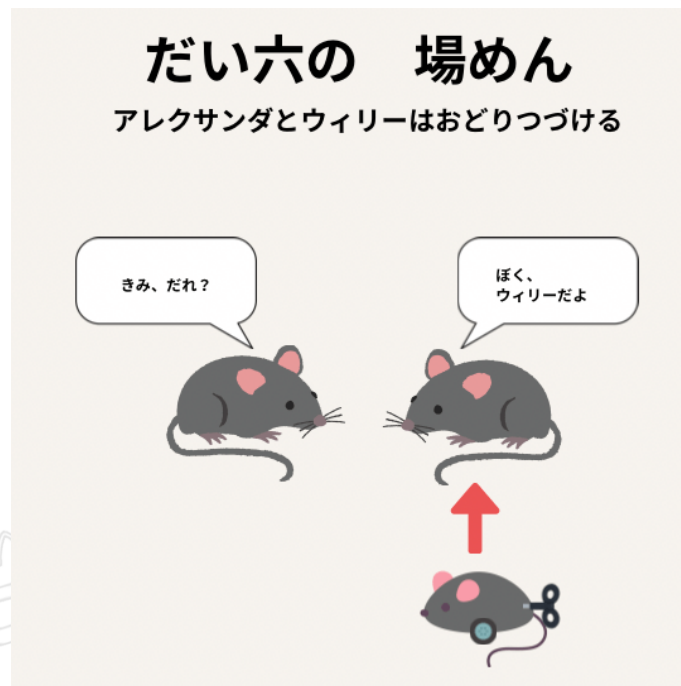 だい六の　場めん
アレクサンダとウィリーはおどりつづける
きみ、だれ？
ぼく、
ウィリーだよ